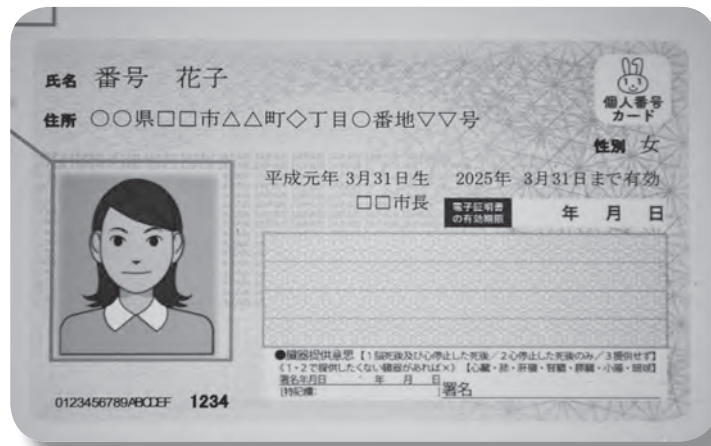 氏名 番号 花子
個人番号
カード
住所 ○○県□□市△△町◇丁目○番地▽▽号
性別 女
平成元年 3月31日生 2025年 3月31日まで有効
□□市長
電子証明書
の有効期限
年 月 日
●臓器提供意思【1脳死後及び心停止した死後/2心停止した死後のみ/3提供せず】
《1・2で提供したくない臓器があれば×》【心臓・肺・肝臓・腎臓・膵臓・小腸・眼球】
署名年月日 年 月 日
[特記欄: ] 署名
0123456789ABCDEF 1234